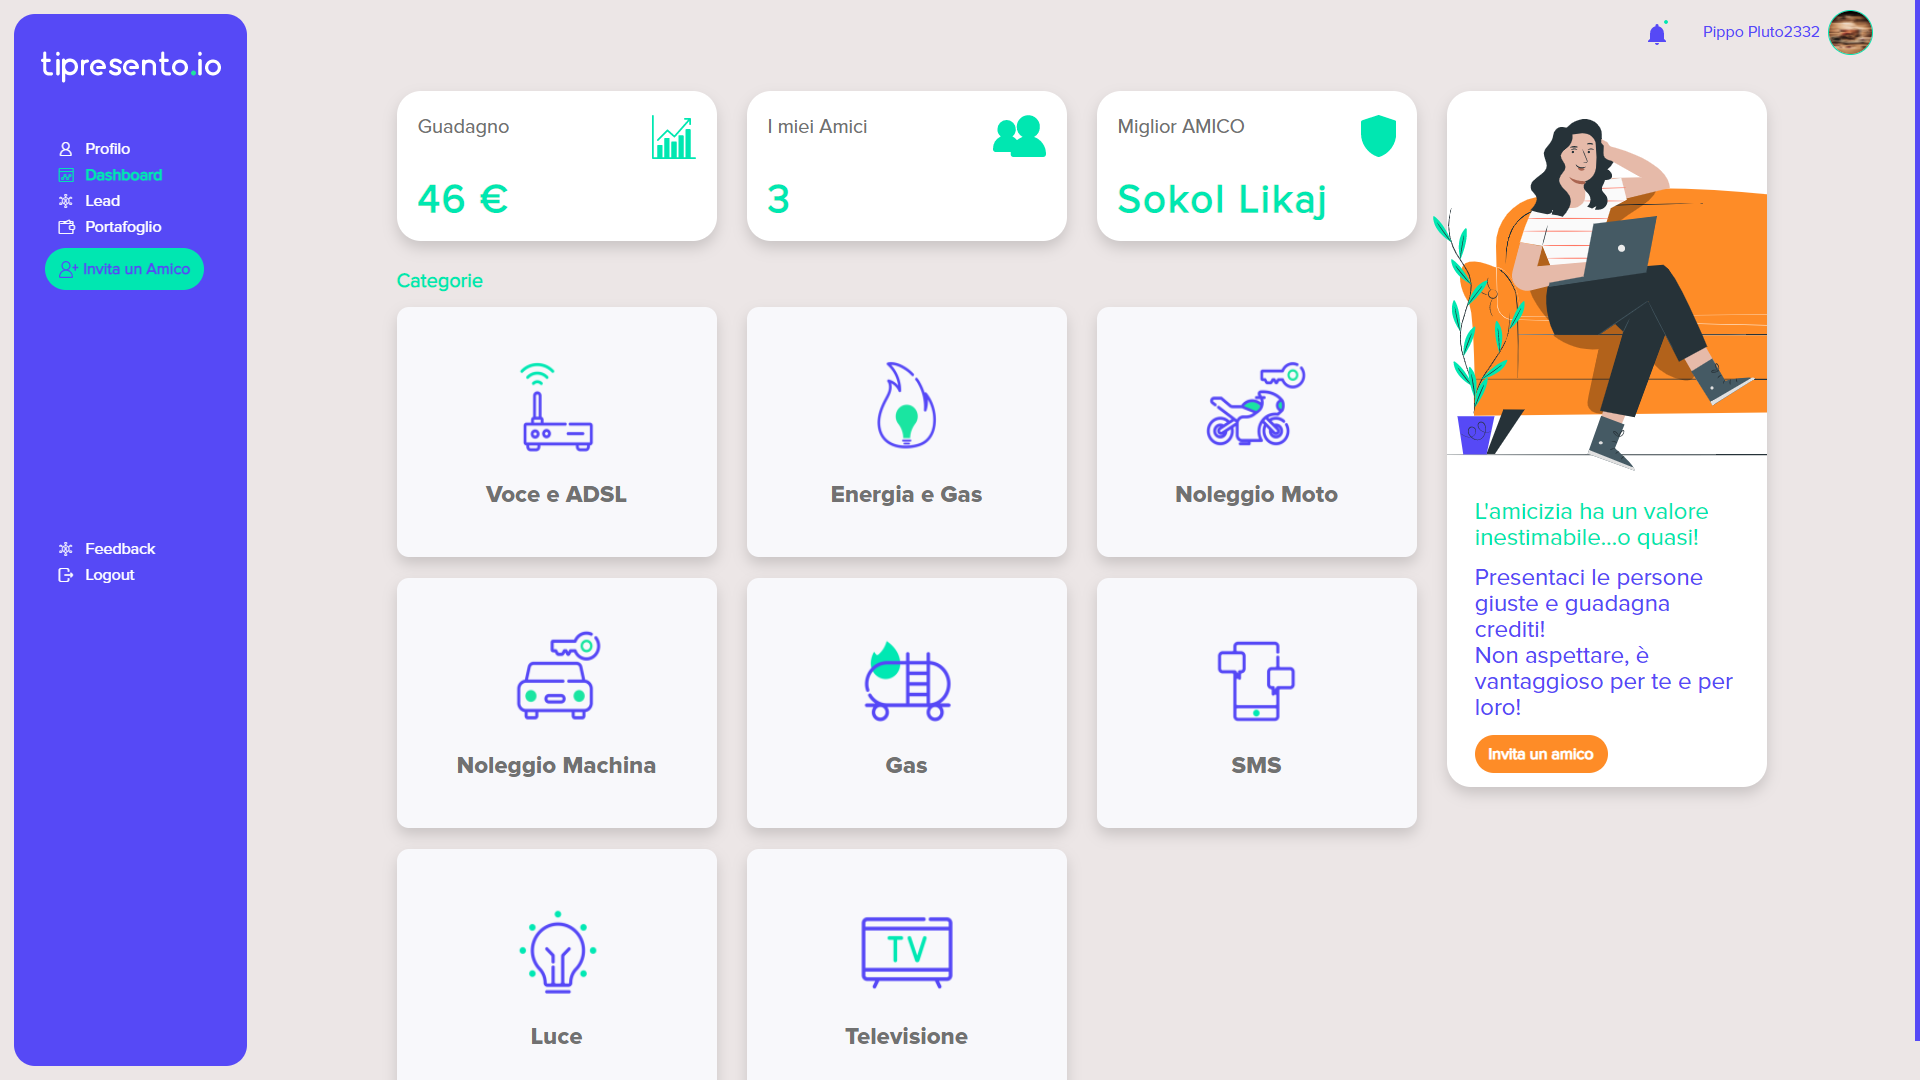 tipresento.io
Profilo
Dashboard
Lead
Portafoglio
Invita un Amico
Feedback
Logout
Pippo Pluto2332
Guadagno
46 €
I miei Amici
3
Miglior AMICO
Sokol Likaj
Categorie
Voce e ADSL
Energia e Gas
Noleggio Moto
Noleggio Machina
Gas
SMS
TV
Luce
Televisione
L'amicizia ha un valore
inestimabile...o quasi!
Presentaci le persone
giuste e guadagna
crediti!
Non aspettare, è
vantaggioso per te e per
loro!
Invita un amico